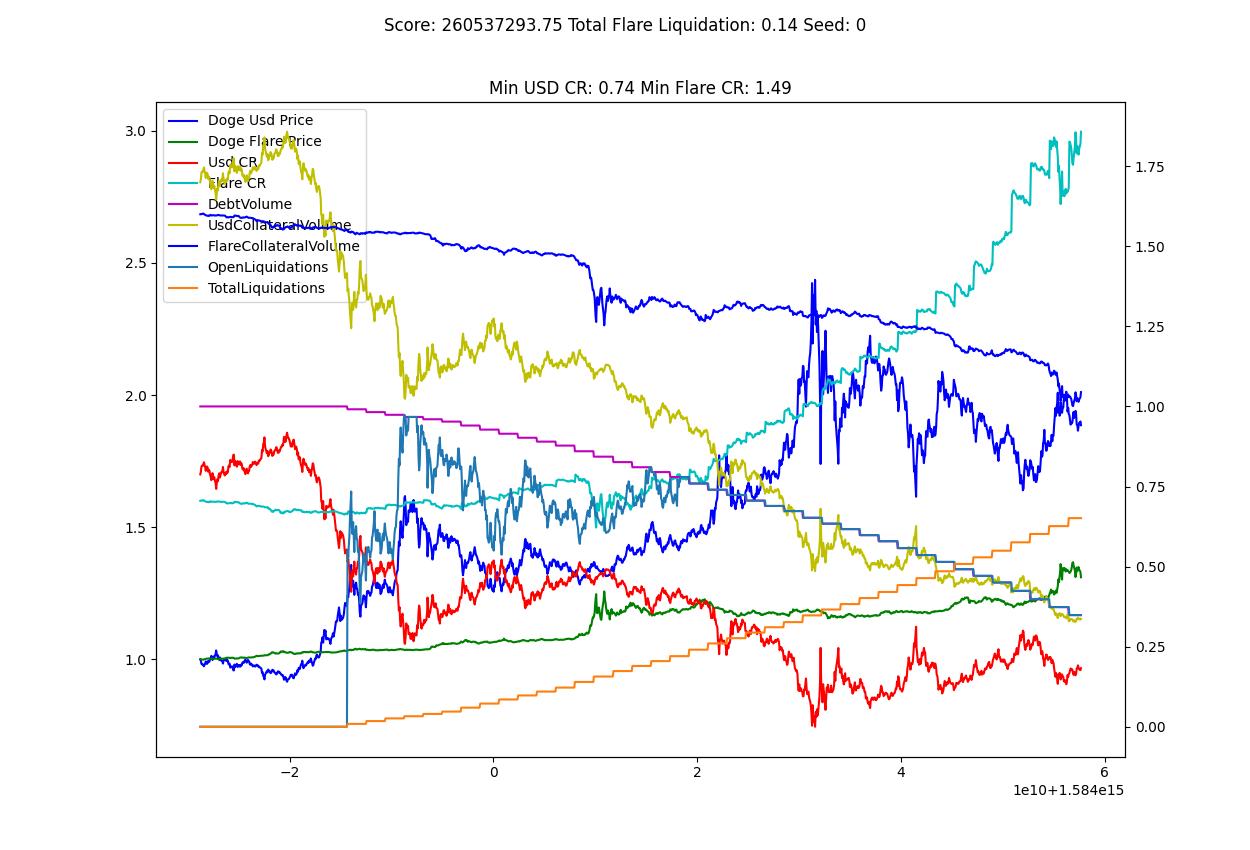 Score: 260537293.75 Total Flare Liquidation: 0.14 Seed: 0
Min USD CR: 0.74 Min Flare CR: 1.49
Doge Usd Price
Doge Flare Price
Usd CR
Flare CR
DebtVolume
UsdCollateralVolume
FlareCollateralVolume
OpenLiquidations
TotalLiquidations
3.0
2.5
2.0
1.5
1.0
1.75
1.50
1.25
1.00
0.75
0.50
0.25
0.00
−2
0
2
4
6
1e10+1.584e15